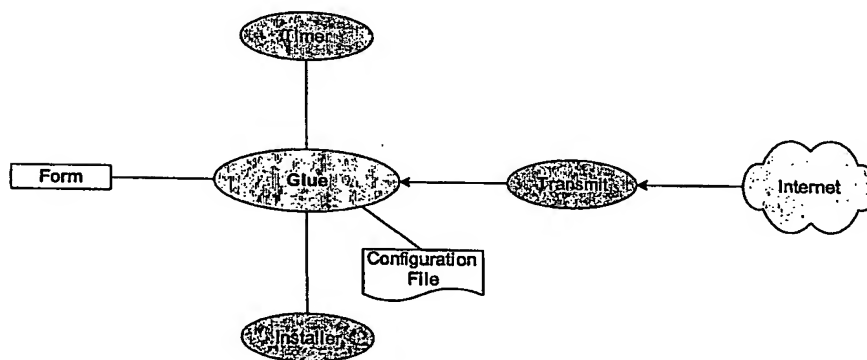 Timer
Form
Glue
Transmit
Internet
Configuration
File
Installer